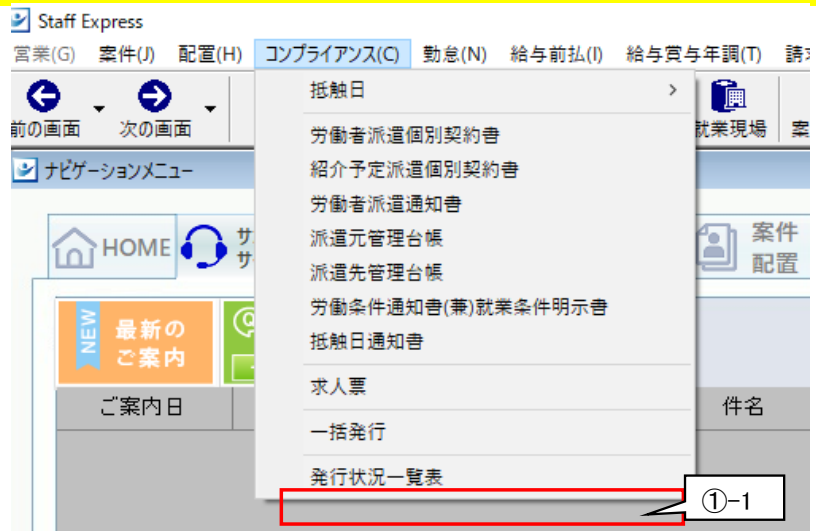 Staff Express
営業(G) 案件(J) 配置(H) コンプライアンス(C) 勤怠(N) 給与前払(I) 給与賞与年調(T) 請
前の画面 次の画面 就業現場 案
ナビゲーションメニュー
抵触日
労働者派遣個別契約書
紹介予定派遣個別契約書
労働者派遣通知書
派遣元管理台帳
派遣先管理台帳
労働条件通知書(兼)就業条件明示書
抵触日通知書
求人票
一括発行
発行状況一覧表
①-1
HOME
サ
サ
案件
配置
NEW
最新の
ご案内
ご案内日 件名